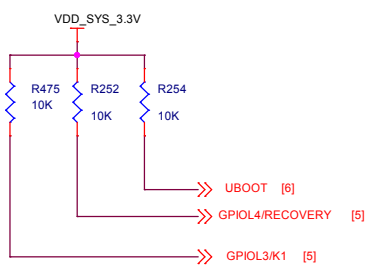 VDD_SYS_3.3V
R475 R252 R254
10K 10K 10K
UBOOT [6]
GPIOL4/RECOVERY [5]
GPIOL3/K1 [5]